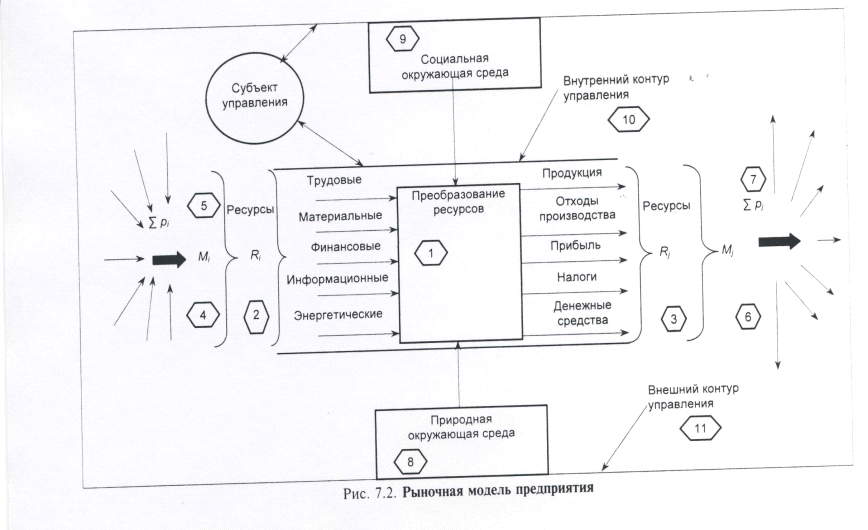 9
Социальная
окружающая среда
Субъект
управления
Внутренний контур
управления
10
Трудовые
Материальные
Финансовые
Информационные
Энергетические
Преобразование
ресурсов
1
Продукция
Отходы
производства
Прибыль
Налоги
Денежные
средства
5
∑ pi
Mi
4
Ресурсы
Ri
2
Ресурсы
Rj
3
7
∑ pj
Mj
6
Внешний контур
управления
11
Природная
окружающая среда
8
Рис. 7.2. Рыночная модель предприятия